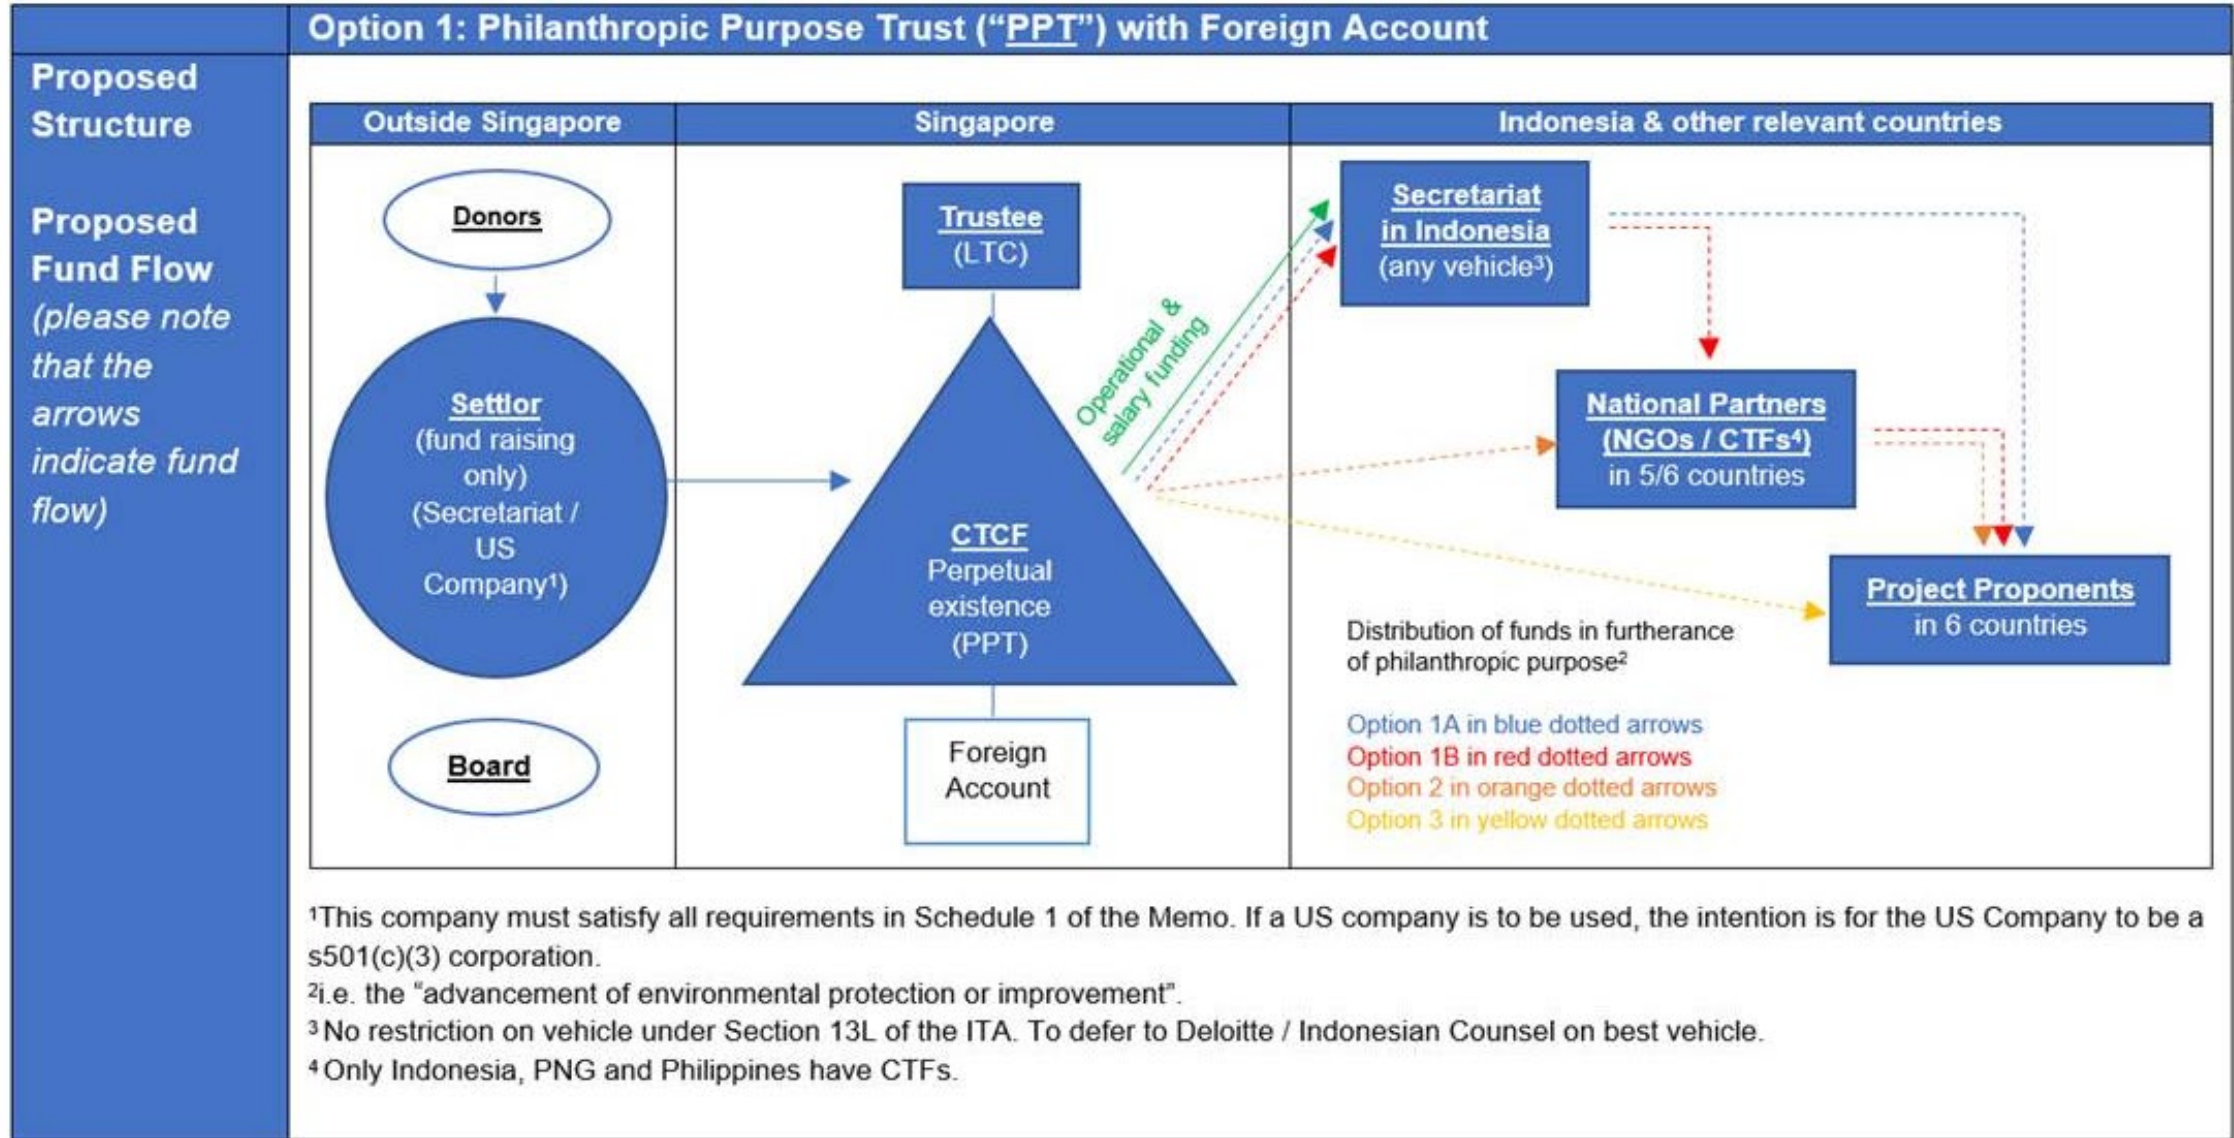 Option 1: Philanthropic Purpose Trust (“PPT”) with Foreign Account
Proposed
Structure
Proposed
Fund Flow
(please note
that the
arrows
indicate fund
flow)
Outside Singapore
Singapore
Indonesia & other relevant countries
Donors
Settlor
(fund raising
only)
(Secretariat /
US
Company¹)
Board
Trustee
(LTC)
CTCF
Perpetual
existence
(PPT)
Foreign
Account
Operational &
salary funding
Secretariat
in Indonesia
(any vehicle³)
National Partners
(NGOs / CTFs⁴)
in 5/6 countries
Project Proponents
in 6 countries
Distribution of funds in furtherance
of philanthropic purpose²
Option 1A in blue dotted arrows
Option 1B in red dotted arrows
Option 2 in orange dotted arrows
Option 3 in yellow dotted arrows
¹This company must satisfy all requirements in Schedule 1 of the Memo. If a US company is to be used, the intention is for the US Company to be a
s501(c)(3) corporation.
²i.e. the “advancement of environmental protection or improvement”.
³ No restriction on vehicle under Section 13L of the ITA. To defer to Deloitte / Indonesian Counsel on best vehicle.
⁴ Only Indonesia, PNG and Philippines have CTFs.